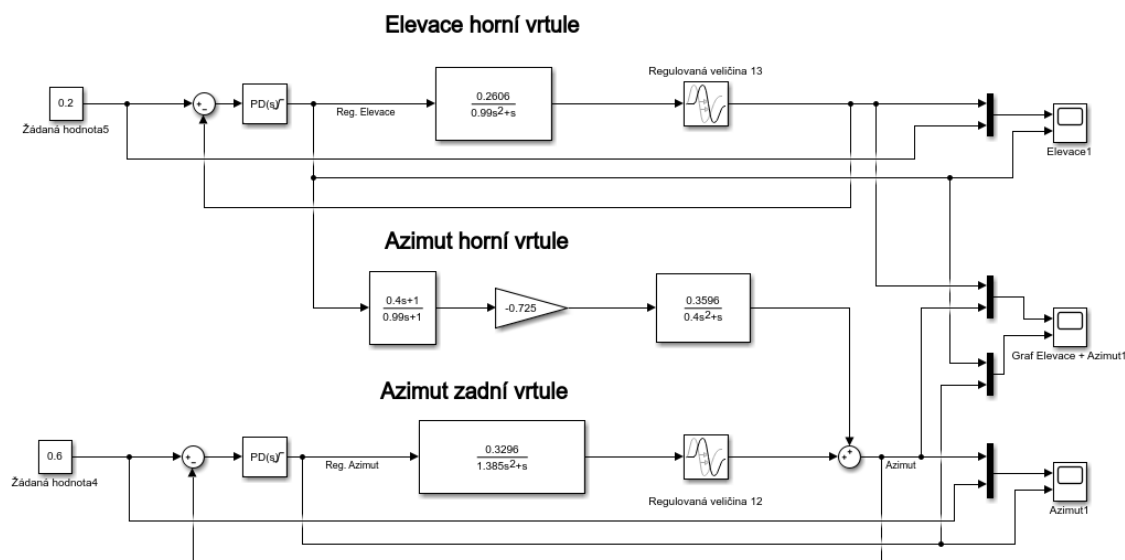 Elevace horní vrtule
Regulovaná veličina 13
0.2
+
−
PD(s)
0.2606
0.99s²+s
Reg. Elevace
Žádaná hodnota5
Elevace1
Azimut horní vrtule
0.4s+1
0.99s+1
-0.725
0.3596
0.4s²+s
Graf Elevace + Azimut1
Azimut zadní vrtule
0.6
+
−
PD(s)
0.3296
1.385s²+s
+
+
Reg. Azimut
Azimut
Žádaná hodnota4
Regulovaná veličina 12
Azimut1